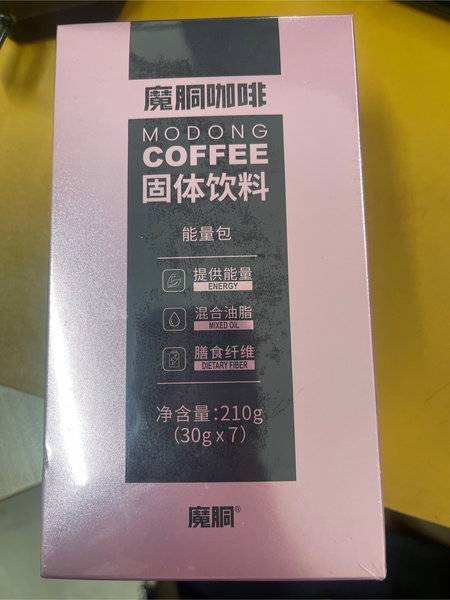 魔胴咖啡
MODONG
COFFEE
固体饮料
能量包
提供能量
ENERGY
混合油脂
MIXED OIL
膳食纤维
DIETARY FIBER
净含量:210g
(30g x 7)
魔胴®